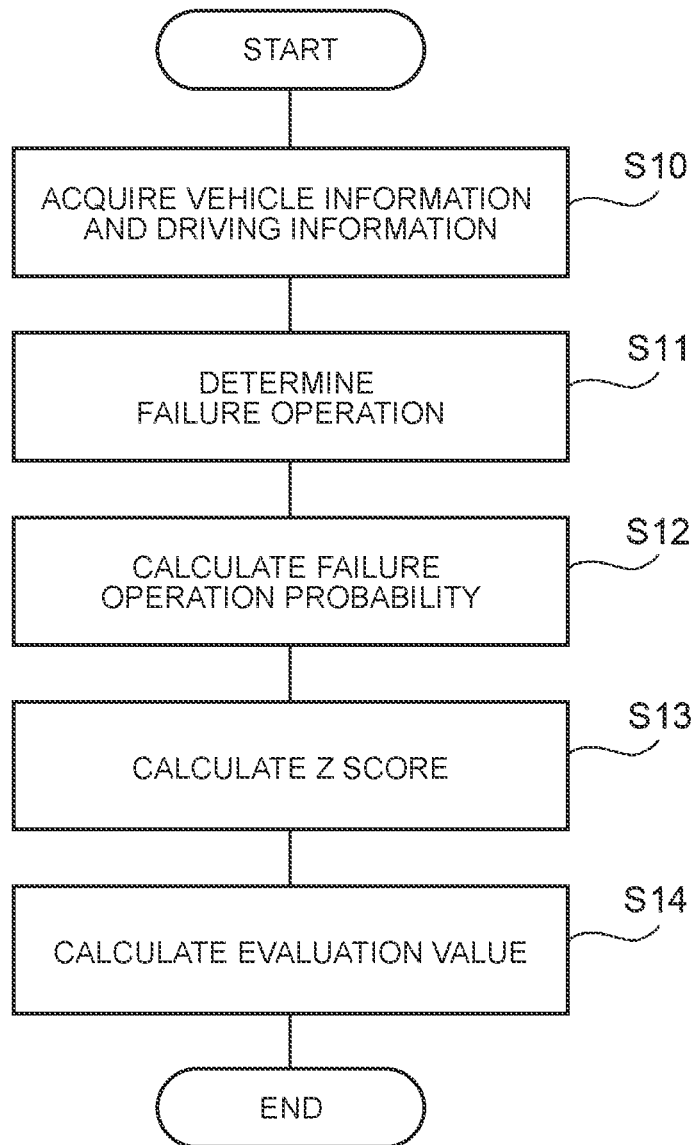 START
ACQUIRE VEHICLE INFORMATION
AND DRIVING INFORMATION
S10
DETERMINE
FAILURE OPERATION
S11
CALCULATE FAILURE
OPERATION PROBABILITY
S12
CALCULATE Z SCORE
S13
CALCULATE EVALUATION VALUE
S14
END